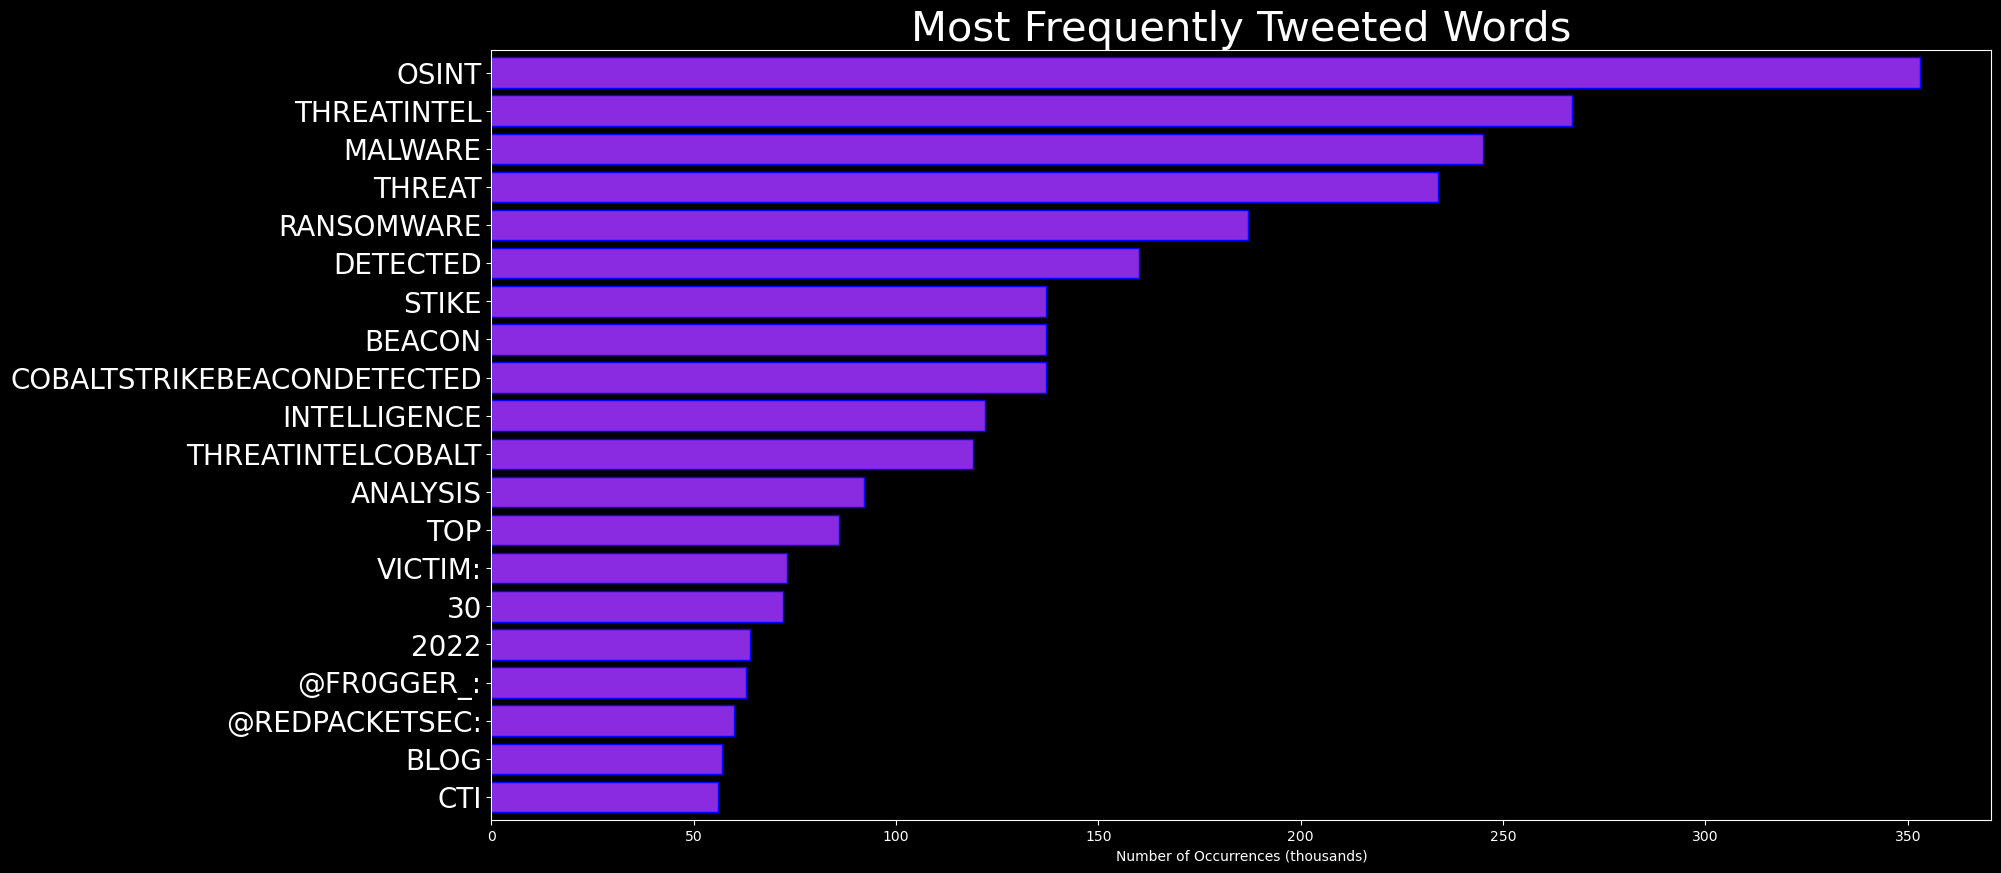 Most Frequently Tweeted Words
OSINT
THREATINTEL
MALWARE
THREAT
RANSOMWARE
DETECTED
STIKE
BEACON
COBALTSTRIKEBEACONDETECTED
INTELLIGENCE
THREATINTELCOBALT
ANALYSIS
TOP
VICTIM:
30
2022
@FR0GGER_:
@REDPACKETSEC:
BLOG
CTI
0 50 100 150 200 250 300 350
Number of Occurrences (thousands)